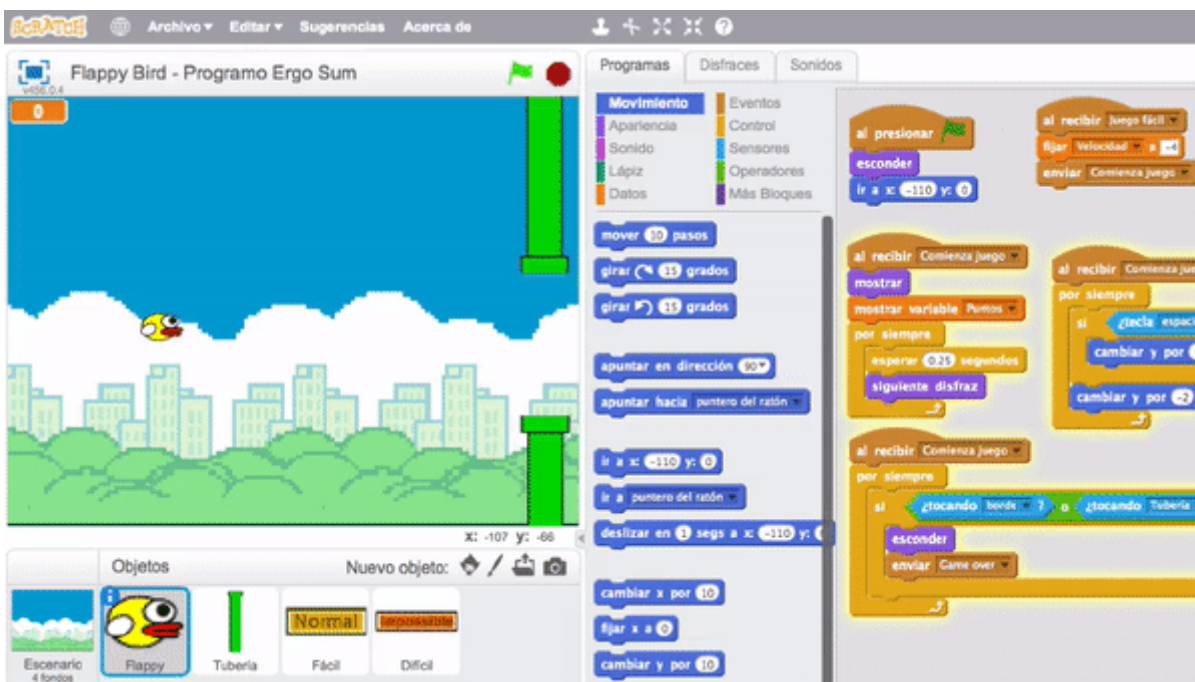 SCRATCH Archivo Editar Sugerencias Acerca de
Flappy Bird - Programo Ergo Sum
v456.0.4
0
X: -107 y: -66
Objetos Nuevo objeto:
Normal
Impossible
Escenario
4 fondos
Flappy
Tubería
Fácil
Difícil
Programas Disfraces Sonidos
Movimiento Eventos
Apariencia Control
Sonido Sensores
Lápiz Operadores
Datos Más Bloques
mover 10 pasos
girar 15 grados
girar 15 grados
apuntar en dirección 90
apuntar hacia puntero del ratón
ir a x: -110 y: 0
ir a puntero del ratón
deslizar en 1 segs a x: -110 y:
cambiar x por 10
fijar x a 0
cambiar y por 10
al presionar
esconder
ir a x: -110 y: 0
al recibir Juego fácil
fijar Velocidad a -4
enviar Comienza juego
al recibir Comienza juego
mostrar
mostrar variable Puntos
por siempre
esperar 0.25 segundos
siguiente disfraz
al recibir Comienza jue
por siempre
si ¿tecla espaci
cambiar y por
cambiar y por -2
al recibir Comienza juego
por siempre
si ¿tocando borde ? o ¿tocando Tubería
esconder
enviar Game over